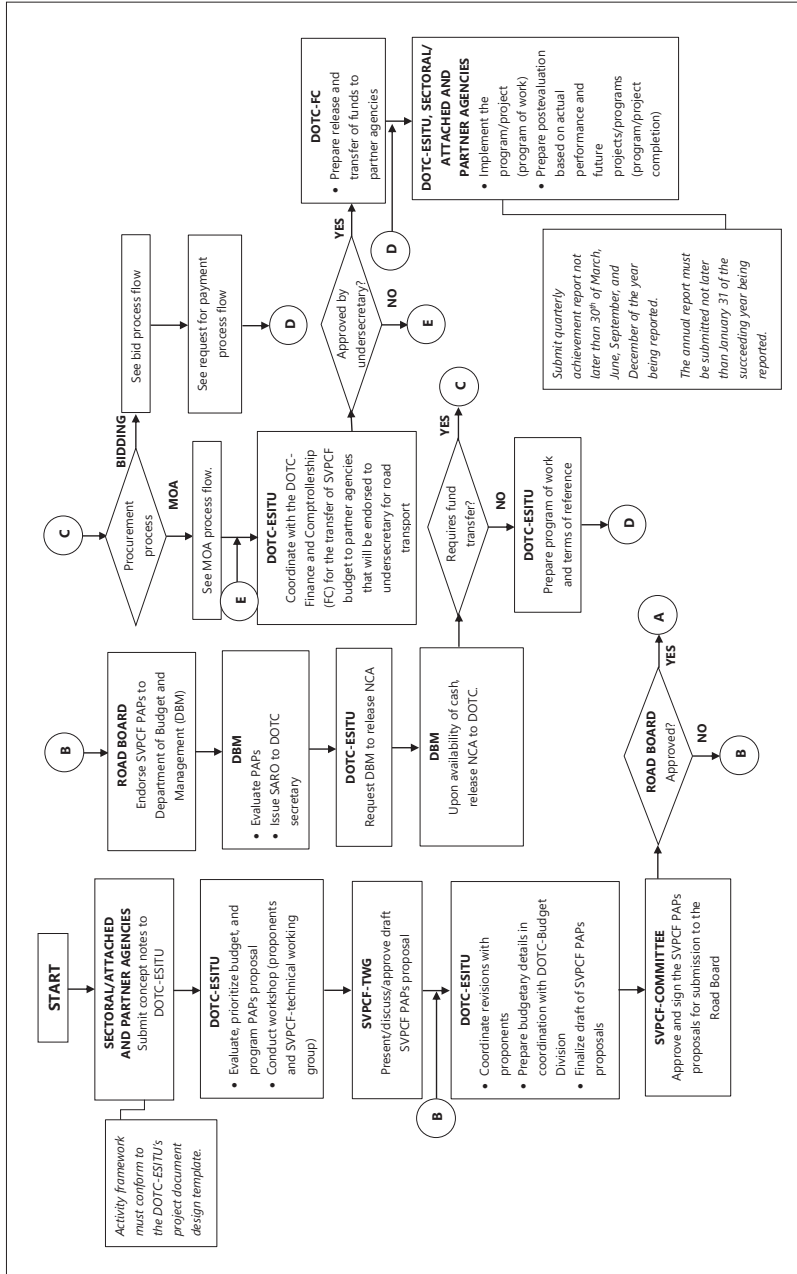 START
SECTORAL/ATTACHED
AND PARTNER AGENCIES
Submit concept notes to
DOTC-ESITU
Activity framework
must conform to
the DOTC-ESITU's
project document
design template.
DOTC-ESITU
• Evaluate, prioritize budget, and
program PAPs proposal
• Conduct workshop (proponents
and SVPCF-technical working
group)
SVPCF-TWG
Present/discuss/approve draft
SVPCF PAPs proposal
B
DOTC-ESITU
• Coordinate revisions with
proponents
• Prepare budgetary details in
coordination with DOTC-Budget
Division
• Finalize draft of SVPCF PAPs
proposals
SVPCF-COMMITTEE
Approve and sign the SVPCF PAPs
proposals for submission to the
Road Board
ROAD BOARD
Approved?
YES
A
NO
B
B
ROAD BOARD
Endorse SVPCF PAPs to
Department of Budget and
Management (DBM)
DBM
• Evaluate PAPs
• Issue SARO to DOTC
secretary
DOTC-ESITU
Request DBM to release NCA
DBM
Upon availability of cash,
release NCA to DOTC.
Requires fund
transfer?
YES
C
NO
DOTC-ESITU
Prepare program of work
and terms of reference
D
C
Procurement
process
BIDDING
See bid process flow
See request for payment
process flow
D
MOA
See MOA process flow.
E
DOTC-ESITU
Coordinate with the DOTC-
Finance and Comptrollership
(FC) for the transfer of SVPCF
budget to partner agencies
that will be endorsed to
undersecretary for road
transport
Approved by
undersecretary?
YES
NO
E
DOTC-FC
• Prepare release and
transfer of funds to
partner agencies
D
DOTC-ESITU, SECTORAL/
ATTACHED AND
PARTNER AGENCIES
• Implement the
program/project
(program of work)
• Prepare postevaluation
based on actual
performance and
future
projects/programs
(program/project
completion)
Submit quarterly
achievement report not
later than 30th of March,
June, September, and
December of the year
being reported.
The annual report must
be submitted not later
than January 31 of the
succeeding year being
reported.